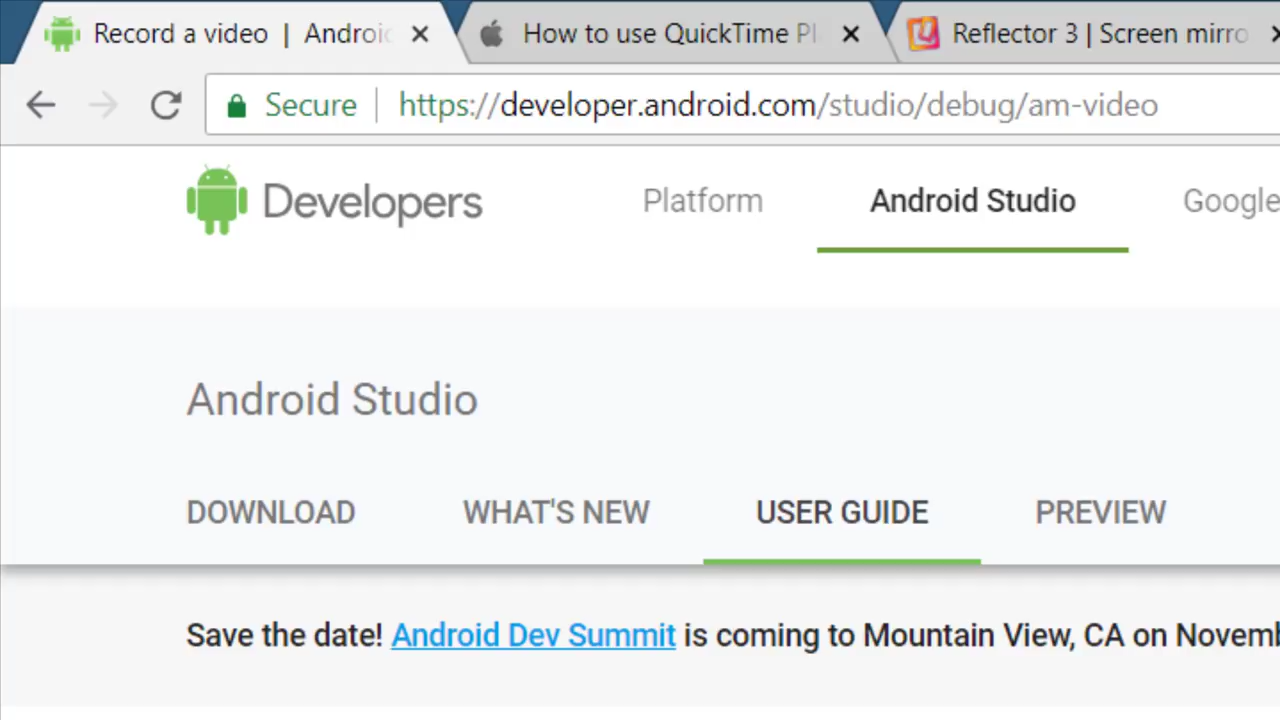 Record a video | Androi
How to use QuickTime Pl
Reflector 3 | Screen mirro
Secure
https://developer.android.com/studio/debug/am-video
Developers
Platform
Android Studio
Google
Android Studio
DOWNLOAD
WHAT'S NEW
USER GUIDE
PREVIEW
Save the date! Android Dev Summit is coming to Mountain View, CA on Novemb